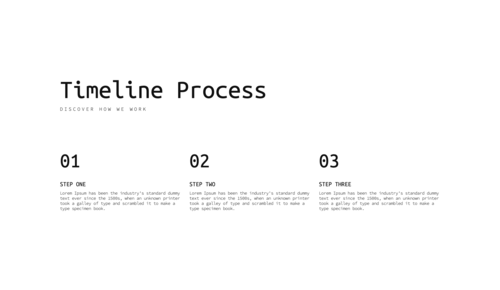 Timeline Process
DISCOVER HOW WE WORK
01
STEP ONE
Lorem Ipsum has been the industry's standard dummy
text ever since the 1500s, when an unknown printer
took a galley of type and scrambled it to make a
type specimen book.
02
STEP TWO
Lorem Ipsum has been the industry's standard dummy
text ever since the 1500s, when an unknown printer
took a galley of type and scrambled it to make a
type specimen book.
03
STEP THREE
Lorem Ipsum has been the industry's standard dummy
text ever since the 1500s, when an unknown printer
took a galley of type and scrambled it to make a
type specimen book.